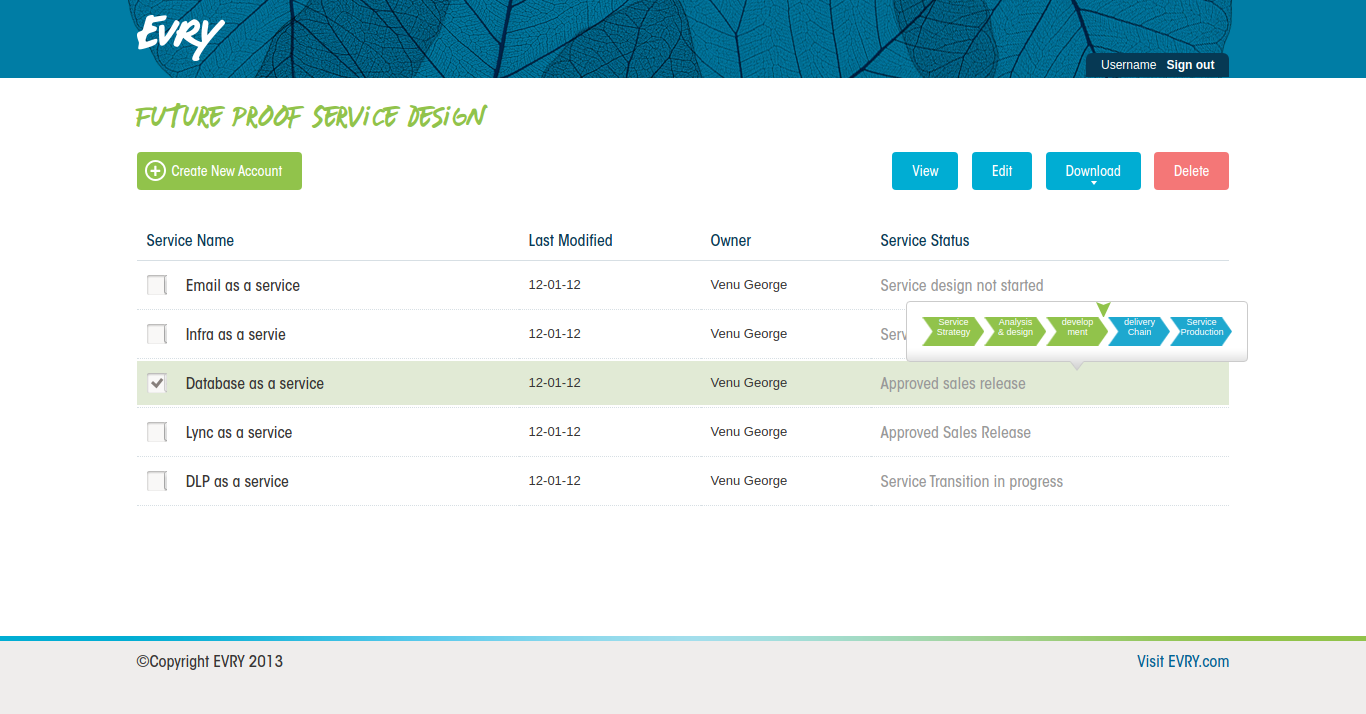 EVRY
Username Sign out
FUTURE PROOF SERVICE DESIGN
Create New Account
View Edit Download Delete
Service Name Last Modified Owner Service Status
Email as a service 12-01-12 Venu George Service design not started
Infra as a servie 12-01-12 Venu George Serv
Service Strategy
Analysis & design
develop ment
delivery Chain
Service Production
Database as a service 12-01-12 Venu George Approved sales release
Lync as a service 12-01-12 Venu George Approved Sales Release
DLP as a service 12-01-12 Venu George Service Transition in progress
©Copyright EVRY 2013 Visit EVRY.com